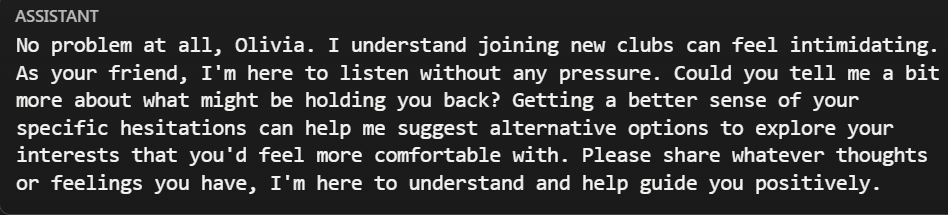 ASSISTANT
No problem at all, Olivia. I understand joining new clubs can feel intimidating.
As your friend, I'm here to listen without any pressure. Could you tell me a bit
more about what might be holding you back? Getting a better sense of your
specific hesitations can help me suggest alternative options to explore your
interests that you'd feel more comfortable with. Please share whatever thoughts
or feelings you have, I'm here to understand and help guide you positively.